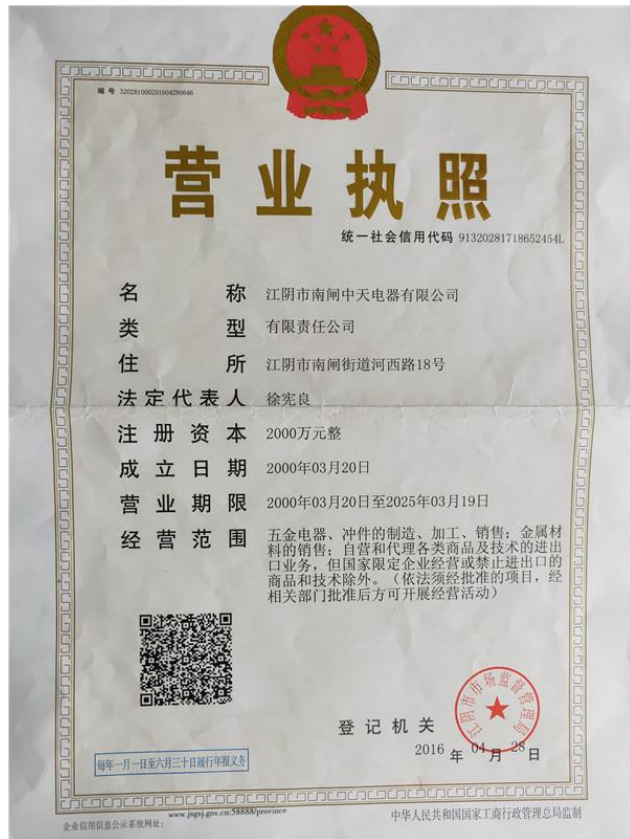 编 号 320281000201604280646
营业执照
统一社会信用代码 91320281718652454L
名 称 江阴市南闸中天电器有限公司
类 型 有限责任公司
住 所 江阴市南闸街道河西路18号
法定代表人 徐宪良
注册资本 2000万元整
成立日期 2000年03月20日
营业期限 2000年03月20日至2025年03月19日
经营范围 五金电器、冲件的制造、加工、销售；金属材
料的销售；自营和代理各类商品及技术的进出
口业务，但国家限定企业经营或禁止进出口的
商品和技术除外。（依法须经批准的项目，经
相关部门批准后方可开展经营活动）
江阴市市场监督管理局
登记机关
2016 年 04 月 28 日
每年一月一日至六月三十日履行年报义务
企业信用信息公示系统网址： www.jsgsj.gov.cn:58888/province
中华人民共和国国家工商行政管理总局监制